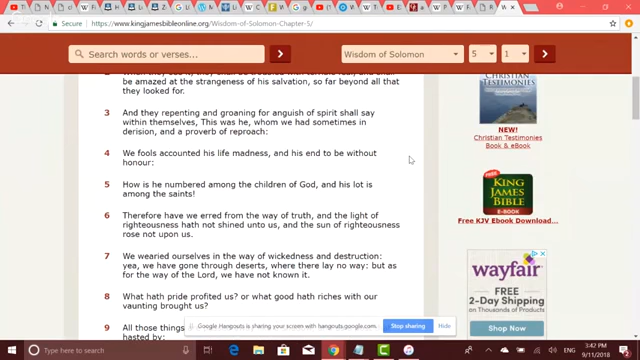 Secure | https://www.kingjamesbibleonline.org/Wisdom-of-Solomon-Chapter-5/
Search words or verses...
Wisdom of Solomon
5
1
be amazed at the strangeness of his salvation, so far beyond all that
they looked for.
3 And they repenting and groaning for anguish of spirit shall say
within themselves, This was he, whom we had sometimes in
derision, and a proverb of reproach:
4 We fools accounted his life madness, and his end to be without
honour:
5 How is he numbered among the children of God, and his lot is
among the saints!
6 Therefore have we erred from the way of truth, and the light of
righteousness hath not shined unto us, and the sun of righteousness
rose not upon us.
7 We wearied ourselves in the way of wickedness and destruction:
yea, we have gone through deserts, where there lay no way: but as
for the way of the Lord, we have not known it.
8 What hath pride profited us? or what good hath riches with our
vaunting brought us?
9 All those things
hasted by:
CHRISTIAN
TESTIMONIES
NEW!
Christian Testimonies
Book & eBook
FREE
KING
JAMES
BIBLE
E-BOOK
Free KJV Ebook Download...
wayfair
FREE
2-Day Shipping
on Thousands of Products
Shop Now
Google Hangouts is sharing your screen with hangouts.google.com.
Stop sharing
Hide
Type here to search
3:42 PM
9/11/2018